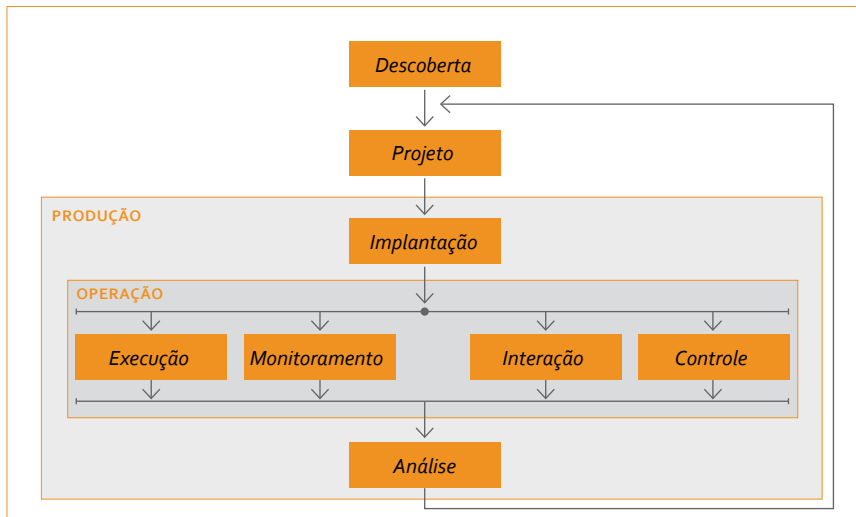 Descoberta
Projeto
PRODUÇÃO
Implantação
OPERAÇÃO
Execução
Monitoramento
Interação
Controle
Análise